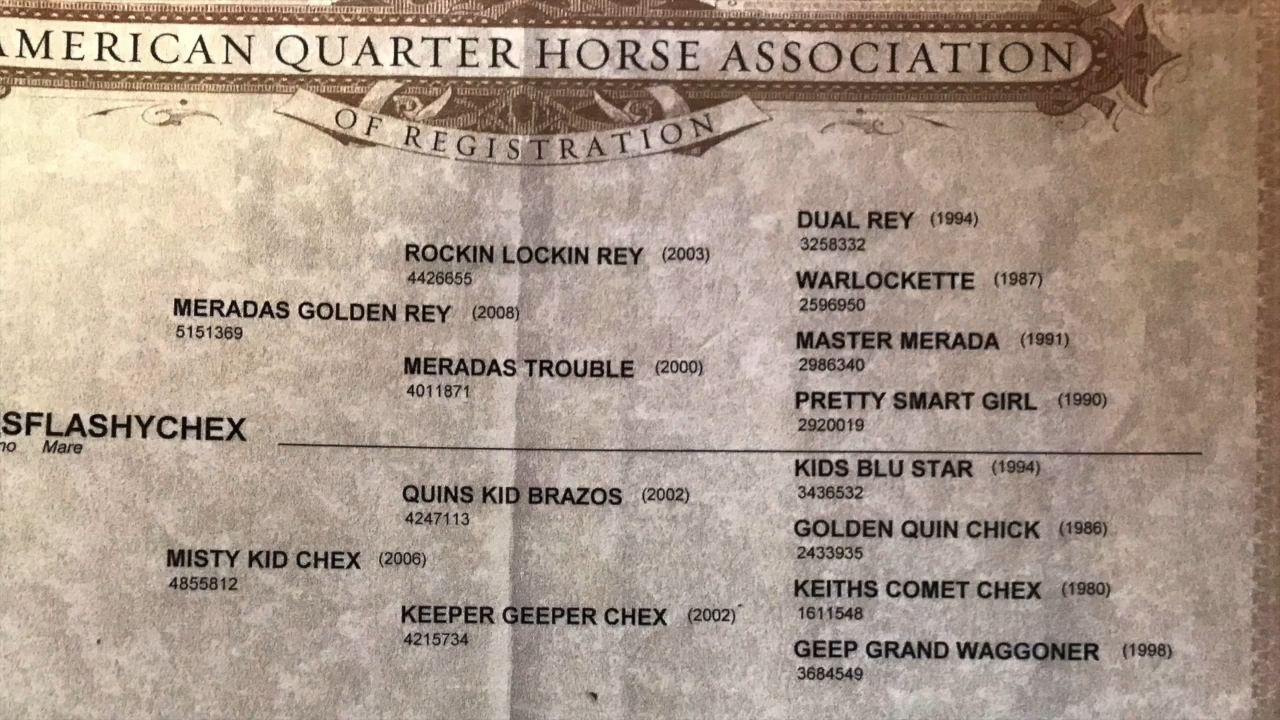 AMERICAN QUARTER HORSE ASSOCIATION
OF REGISTRATION
DUAL REY (1994)
3258332
ROCKIN LOCKIN REY (2003)
4426655
WARLOCKETTE (1987)
2596950
MERADAS GOLDEN REY (2008)
5151369
MASTER MERADA (1991)
2986340
MERADAS TROUBLE (2000)
4011871
PRETTY SMART GIRL (1990)
2920019
SFLASHYCHEX
no Mare
KIDS BLU STAR (1994)
3436532
QUINS KID BRAZOS (2002)
4247113
GOLDEN QUIN CHICK (1986)
2433935
MISTY KID CHEX (2006)
4855812
KEITHS COMET CHEX (1980)
1611548
KEEPER GEEPER CHEX (2002)
4215734
GEEP GRAND WAGGONER (1998)
3684549